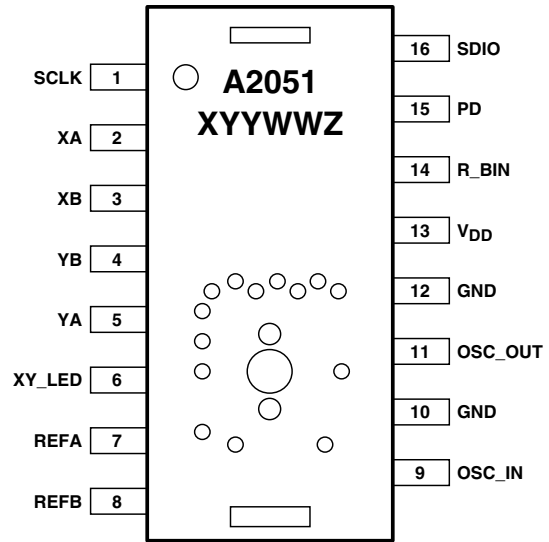 A2051
XYYWWZ
SCLK 1
XA 2
XB 3
YB 4
YA 5
XY_LED 6
REFA 7
REFB 8
16 SDIO
15 PD
14 R_BIN
13 VDD
12 GND
11 OSC_OUT
10 GND
9 OSC_IN